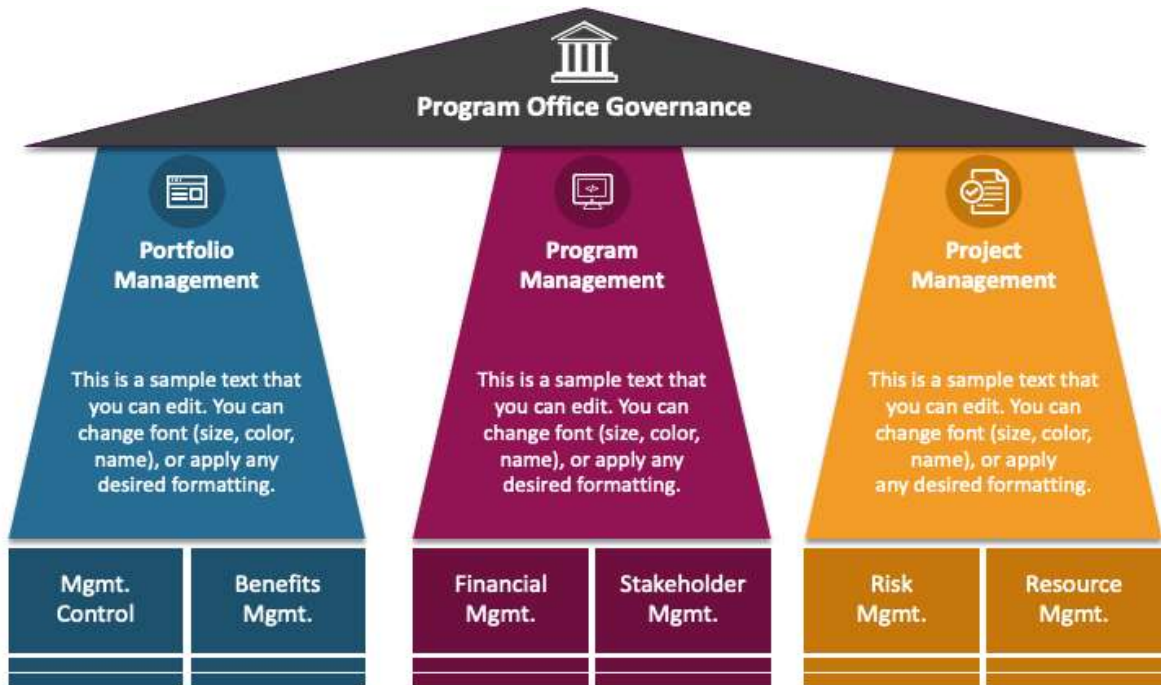 Program Office Governance
Portfolio
Management
This is a sample text that
you can edit. You can
change font (size, color,
name), or apply any
desired formatting.
Mgmt.
Control
Benefits
Mgmt.
Program
Management
This is a sample text that
you can edit. You can
change font (size, color,
name), or apply any
desired formatting.
Financial
Mgmt.
Stakeholder
Mgmt.
Project
Management
This is a sample text that
you can edit. You can
change font (size, color,
name), or apply
any desired formatting.
Risk
Mgmt.
Resource
Mgmt.